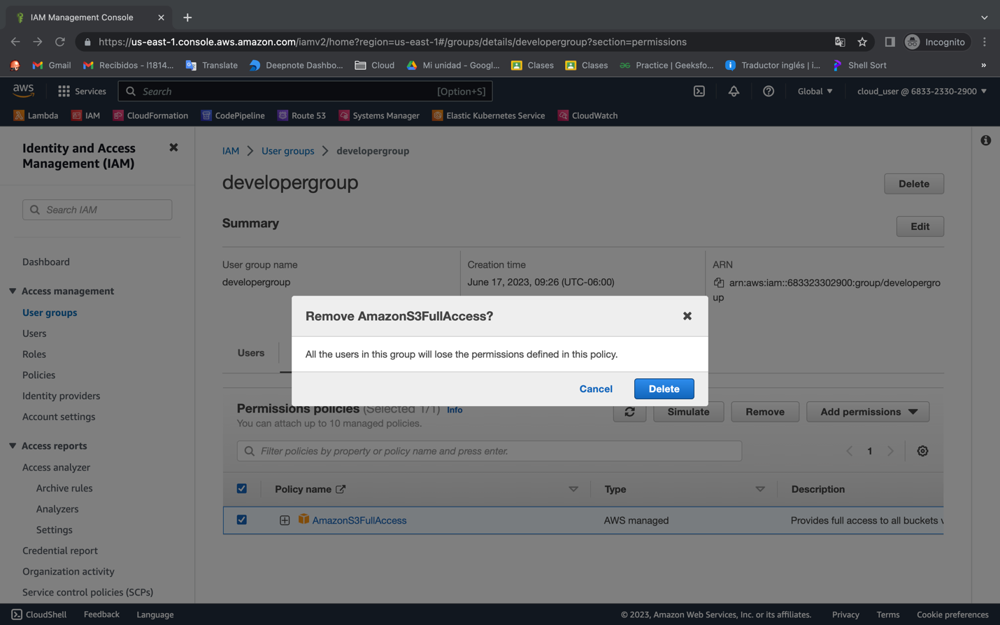 IAM Management Console
https://us-east-1.console.aws.amazon.com/iamv2/home?region=us-east-1#/groups/details/developergroup?section=permissions
Incognito
Gmail
Recibidos - l1814...
Translate
Deepnote Dashbo...
Cloud
Mi unidad - Googl...
Clases
Clases
Practice | Geeksfo...
Traductor inglés | i...
Shell Sort
»
aws
Services
Search
[Option+S]
Global
cloud_user @ 6833-2330-2900
Lambda
IAM
CloudFormation
CodePipeline
Route 53
Systems Manager
Elastic Kubernetes Service
CloudWatch
Identity and Access
Management (IAM)
Search IAM
Dashboard
Access management
User groups
Users
Roles
Policies
Identity providers
Account settings
Access reports
Access analyzer
Archive rules
Analyzers
Settings
Credential report
Organization activity
Service control policies (SCPs)
IAM > User groups > developergroup
developergroup
Delete
Summary
Edit
User group name
developergroup
Creation time
June 17, 2023, 09:26 (UTC-06:00)
ARN
arn:aws:iam::683323302900:group/developergro
up
Remove AmazonS3FullAccess?
All the users in this group will lose the permissions defined in this policy.
Cancel
Delete
Users
Permissions policies (Selected 1/1) Info
You can attach up to 10 managed policies.
Simulate
Remove
Add permissions
Filter policies by property or policy name and press enter.
1
Policy name
Type
Description
AmazonS3FullAccess
AWS managed
Provides full access to all buckets
CloudShell
Feedback
Language
© 2023, Amazon Web Services, Inc. or its affiliates.
Privacy
Terms
Cookie preferences